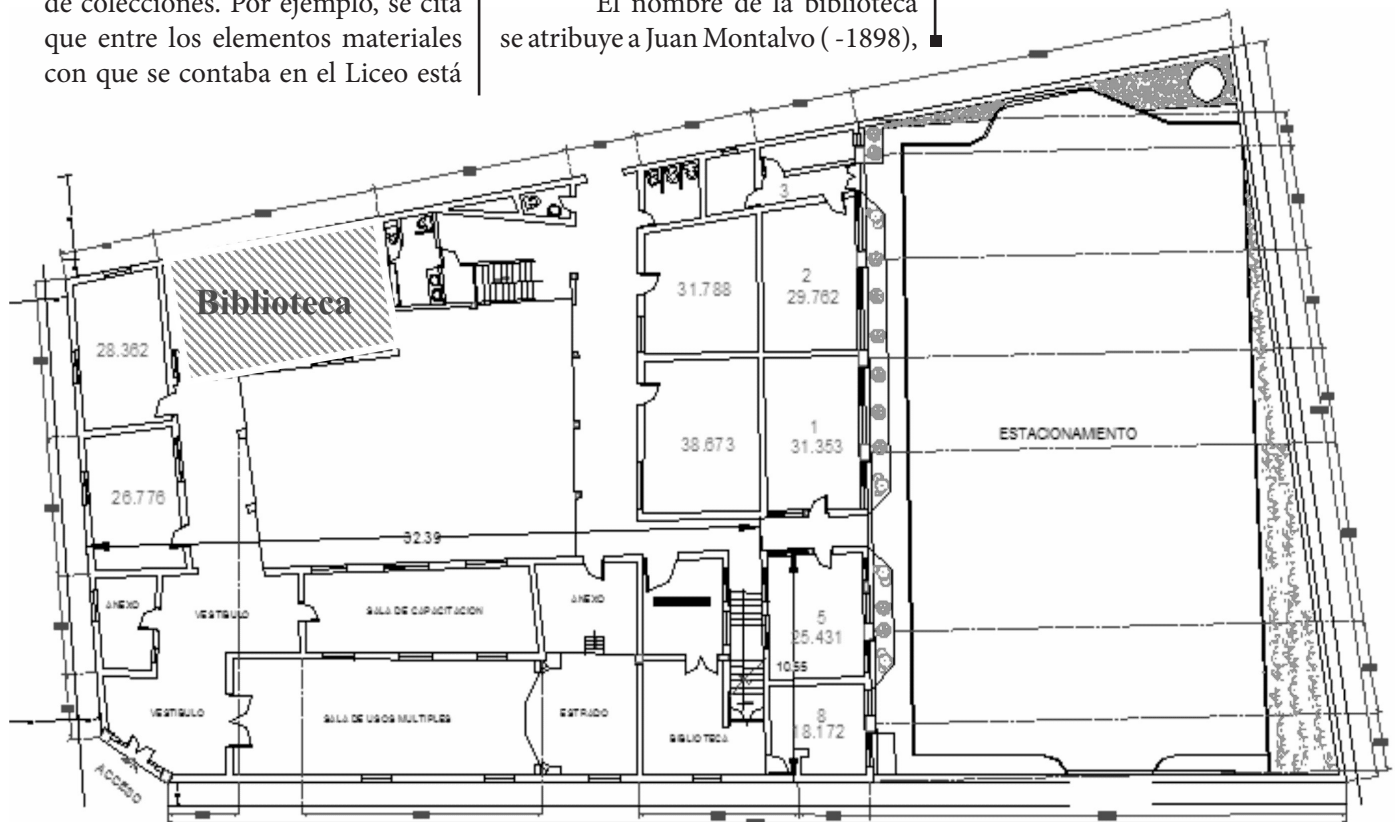 de colecciones. Por ejemplo, se cita
que entre los elementos materiales
con que se contaba en el Liceo está
El nombre de la biblioteca
se atribuye a Juan Montalvo ( -1898),
3
Biblioteca
28.362
31.788
2
29.762
26.776
38.673
1
31.353
ESTACIONAMIENTO
32.39
ANEXO
VESTIBULO
SALA DE CAPACITACION
ANEXO
5
25.431
10.55
VESTIBULO
SALA DE USOS MULTIPLES
ESTRADO
BIBLIOTECA
8
18.172
ACCESO